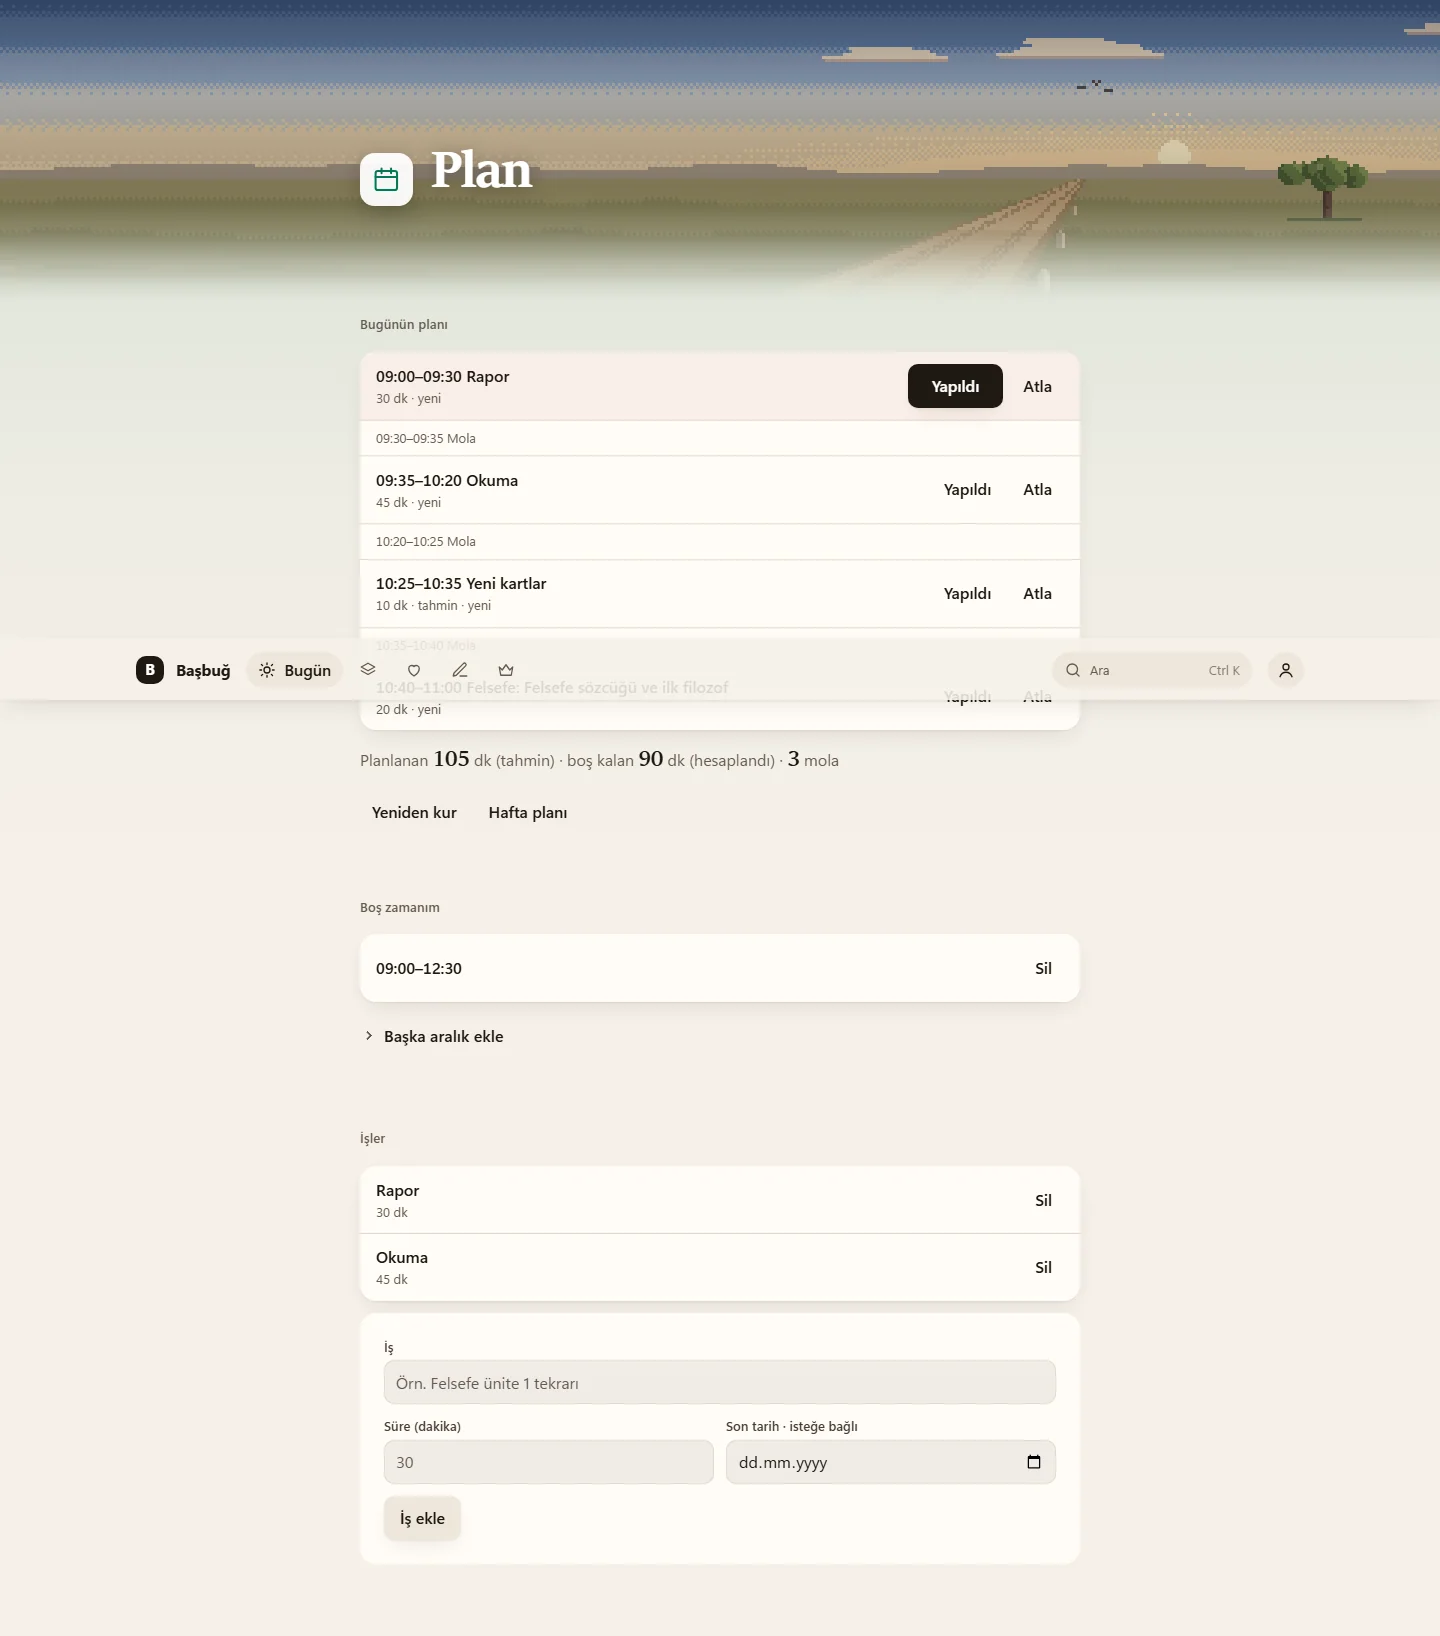 Plan
Bugünün planı
09:00–09:30 Rapor
30 dk · yeni
Yapıldı
Atla
09:30–09:35 Mola
09:35–10:20 Okuma
45 dk · yeni
Yapıldı
Atla
10:20–10:25 Mola
10:25–10:35 Yeni kartlar
10 dk · tahmin · yeni
Yapıldı
Atla
10:35–10:40 Mola
B Başbuğ Bugün Ara Ctrl K
10:40–11:00 Felsefe: Felsefe sözcüğü ve ilk filozof
20 dk · yeni
Yapıldı
Atla
Planlanan 105 dk (tahmin) · boş kalan 90 dk (hesaplandı) · 3 mola
Yeniden kur
Hafta planı
Boş zamanım
09:00–12:30
Sil
Başka aralık ekle
İşler
Rapor
30 dk
Sil
Okuma
45 dk
Sil
İş
Örn. Felsefe ünite 1 tekrarı
Süre (dakika)
Son tarih · isteğe bağlı
30
dd.mm.yyyy
İş ekle